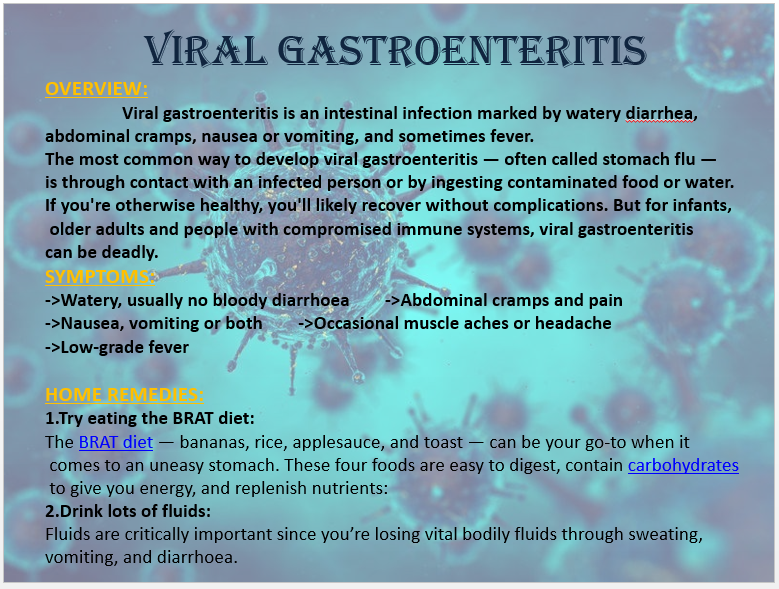 VIRAL GASTROENTERITIS
OVERVIEW:
Viral gastroenteritis is an intestinal infection marked by watery diarrhea,
abdominal cramps, nausea or vomiting, and sometimes fever.
The most common way to develop viral gastroenteritis — often called stomach flu —
is through contact with an infected person or by ingesting contaminated food or water.
If you're otherwise healthy, you'll likely recover without complications. But for infants,
older adults and people with compromised immune systems, viral gastroenteritis
can be deadly.
SYMPTOMS:
->Watery, usually no bloody diarrhoea ->Abdominal cramps and pain
->Nausea, vomiting or both ->Occasional muscle aches or headache
->Low-grade fever
HOME REMEDIES:
1.Try eating the BRAT diet:
The BRAT diet — bananas, rice, applesauce, and toast — can be your go-to when it
comes to an uneasy stomach. These four foods are easy to digest, contain carbohydrates
to give you energy, and replenish nutrients:
2.Drink lots of fluids:
Fluids are critically important since you’re losing vital bodily fluids through sweating,
vomiting, and diarrhoea.